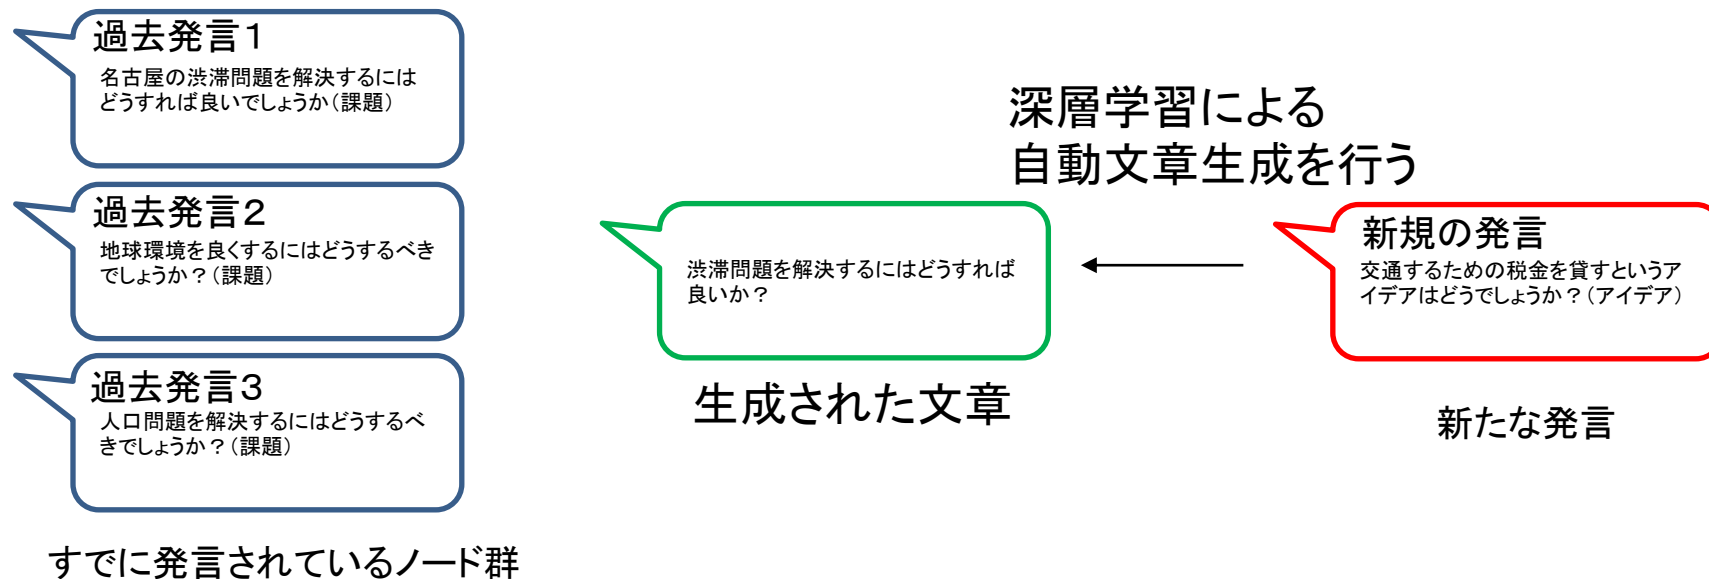 過去発言１
名古屋の渋滞問題を解決するには
どうすれば良いでしょうか（課題）
過去発言２
地球環境を良くするにはどうするべき
でしょうか？（課題）
過去発言３
人口問題を解決するにはどうするべ
きでしょうか？（課題）
すでに発言されているノード群
渋滞問題を解決するにはどうすれば
良いか？
生成された文章
深層学習による
自動文章生成を行う
新規の発言
交通するための税金を貸すというア
イデアはどうでしょうか？（アイデア）
新たな発言